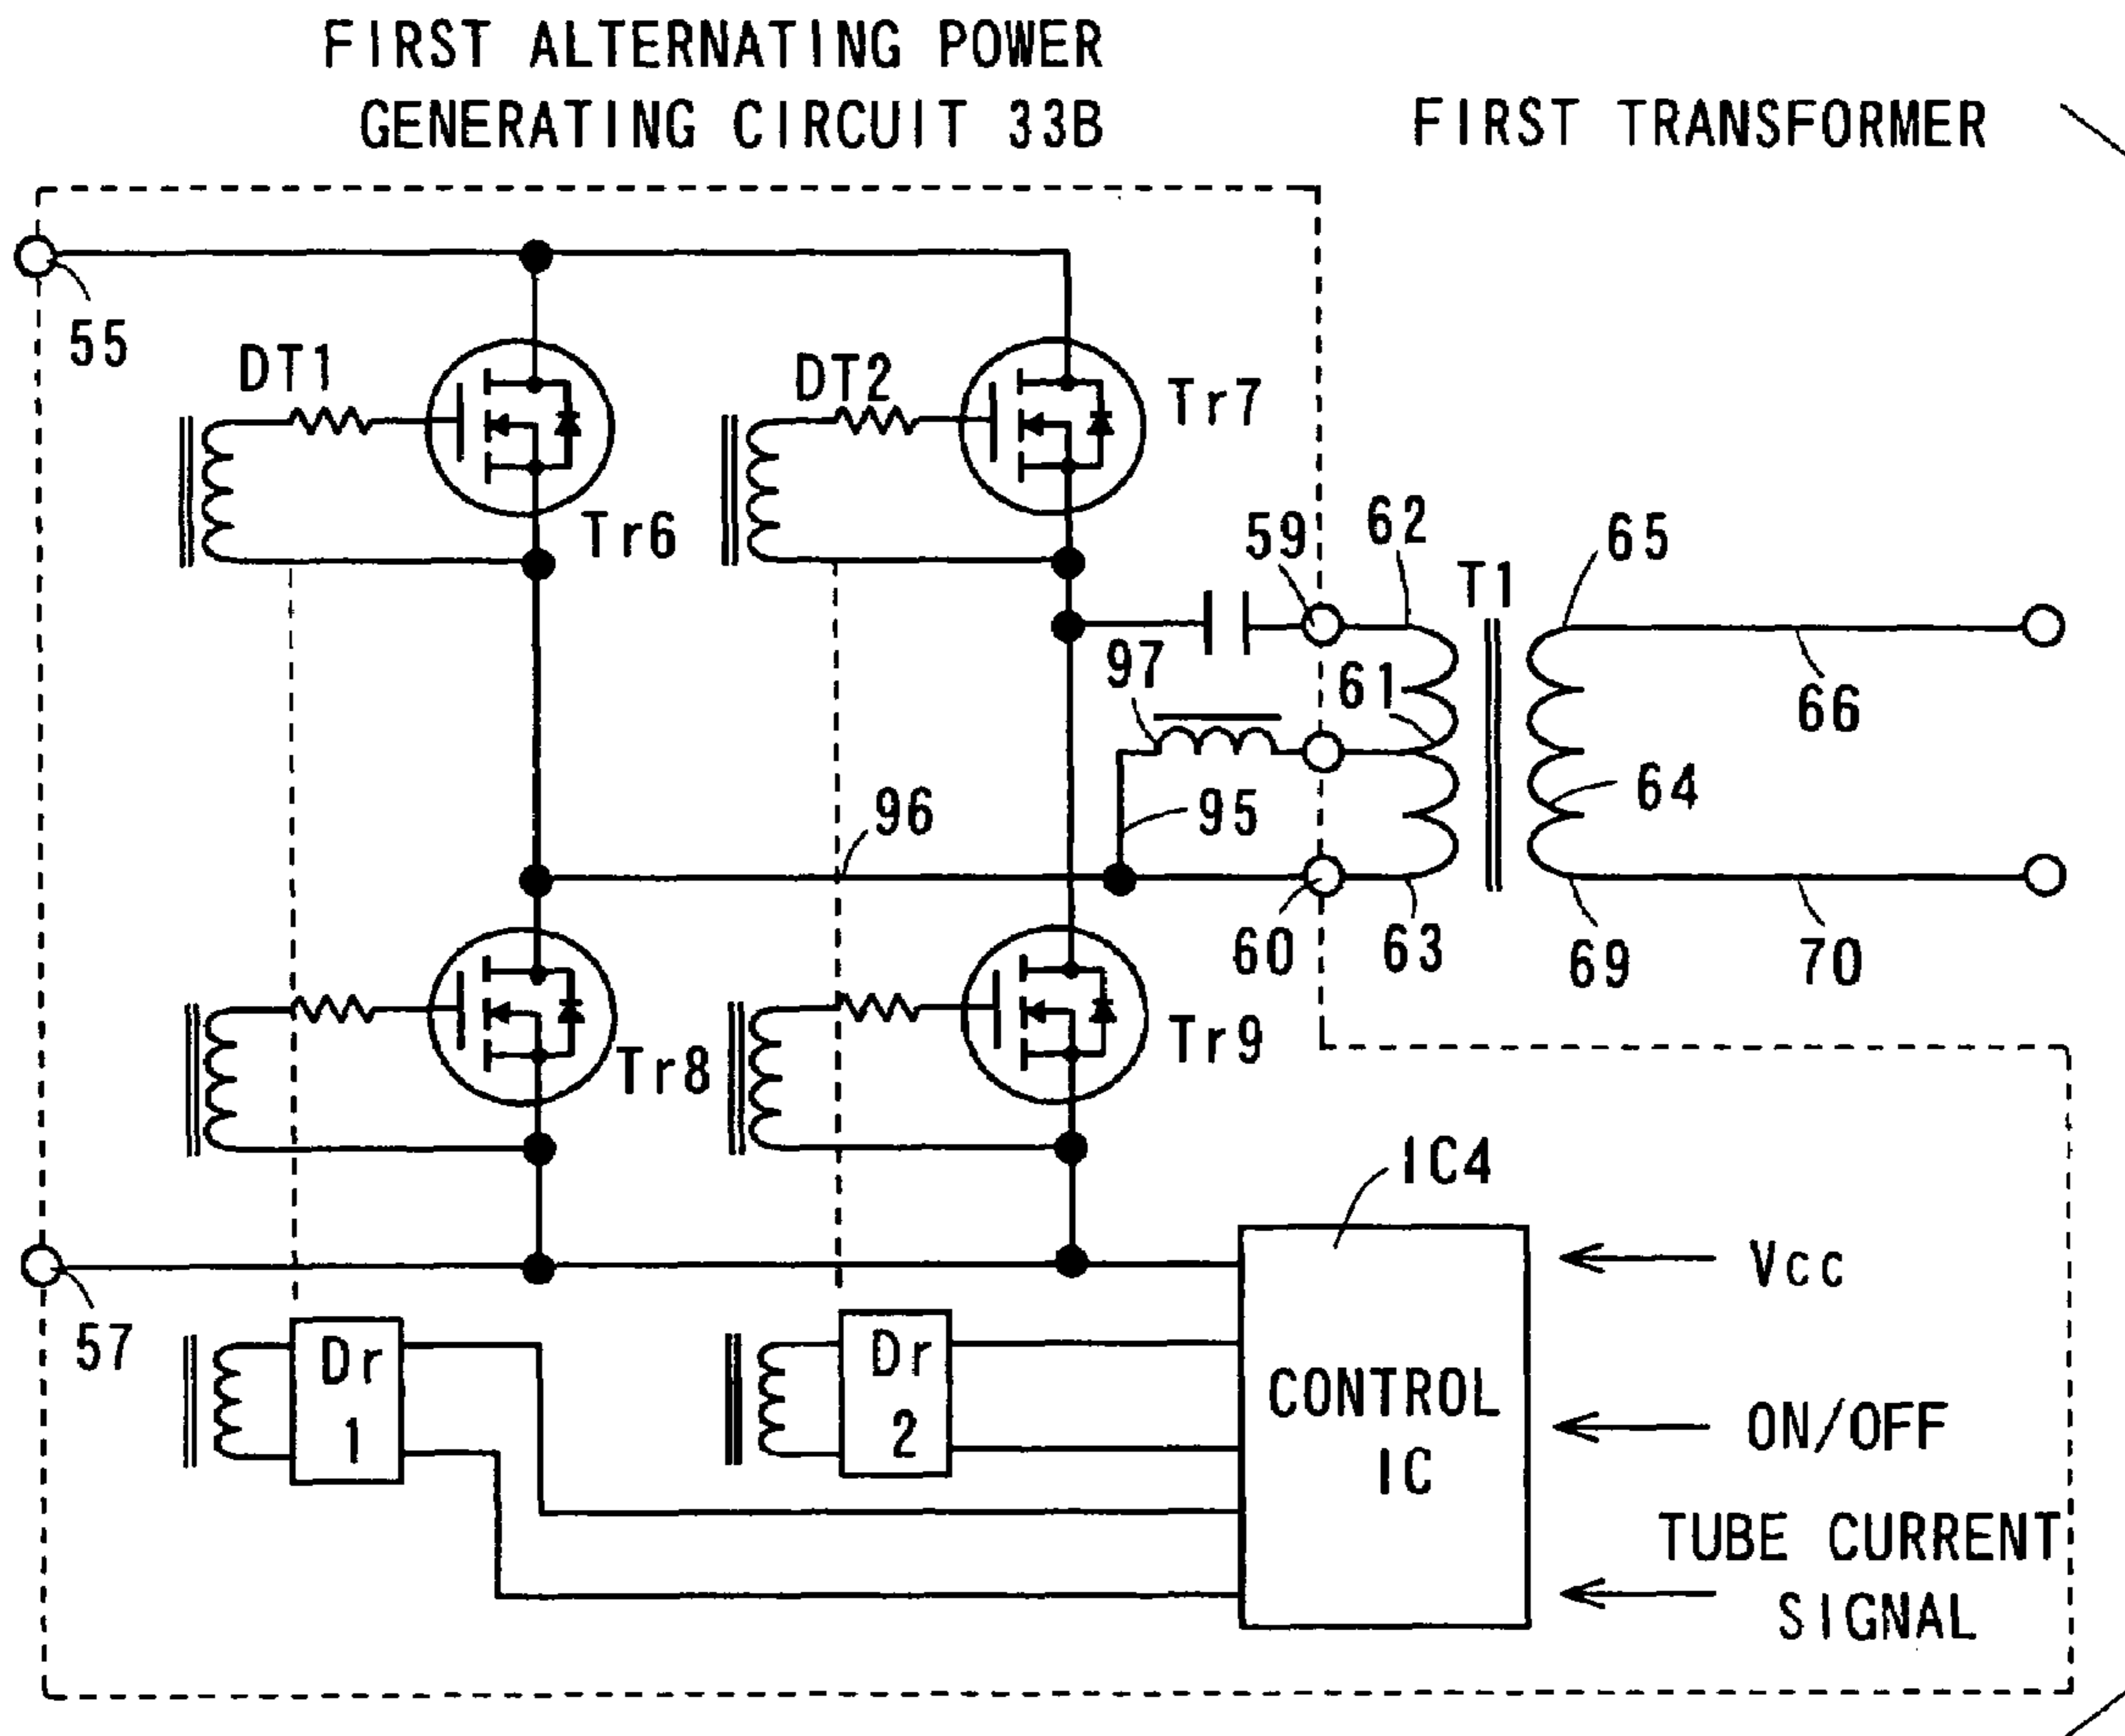 FIRST ALTERNATING POWER
GENERATING CIRCUIT 33B
FIRST TRANSFORMER
55
DT1
DT2
Tr6
Tr7
59
62
T1
65
97
61
66
64
95
96
60
63
69
70
Tr8
Tr9
IC4
57
Dr
1
Dr
2
CONTROL
IC
Vcc
ON/OFF
TUBE CURRENT
SIGNAL